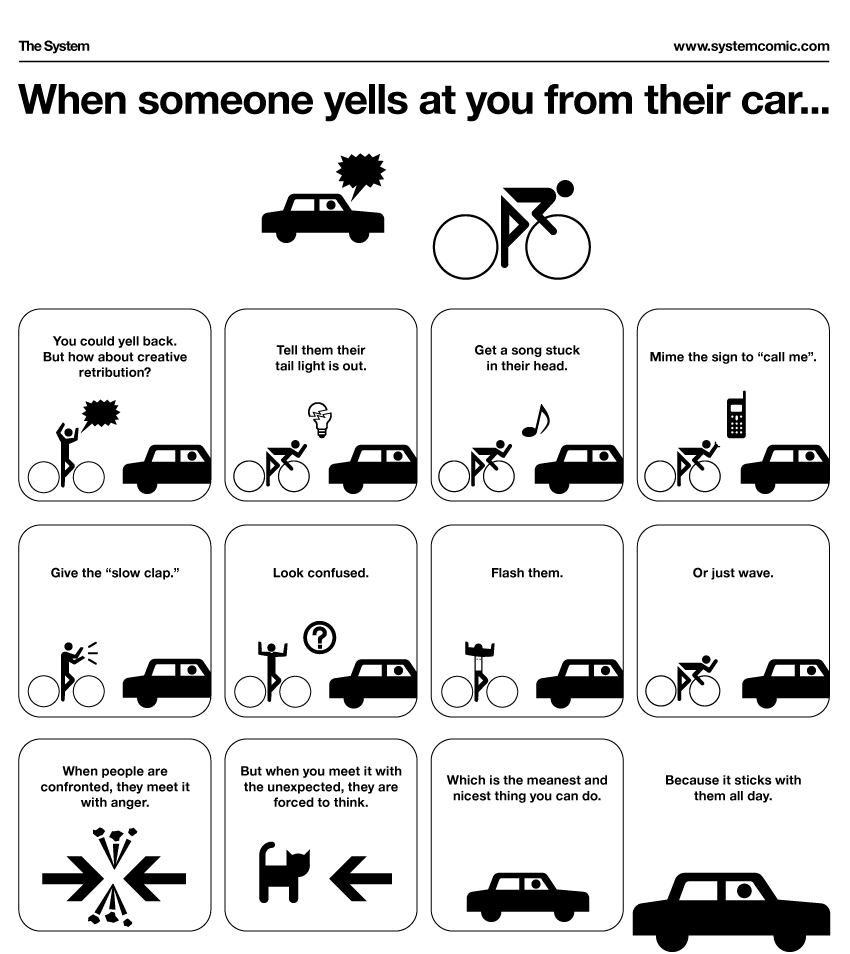 The System
www.systemcomic.com
When someone yells at you from their car...
You could yell back.
But how about creative
retribution?
Tell them their
tail light is out.
Get a song stuck
in their head.
Mime the sign to “call me”.
Give the “slow clap.”
Look confused.
?
Flash them.
Or just wave.
When people are
confronted, they meet it
with anger.
But when you meet it with
the unexpected, they are
forced to think.
Which is the meanest and
nicest thing you can do.
Because it sticks with
them all day.